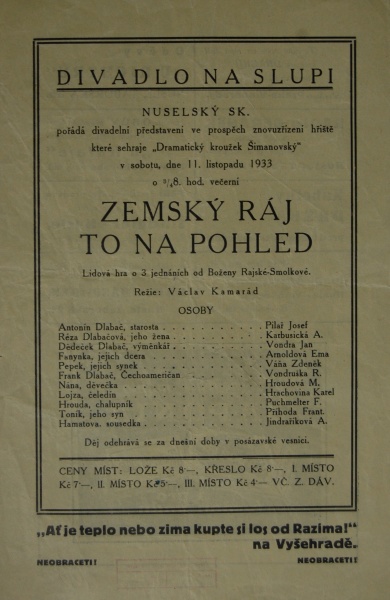 DIVADLO NA SLUPI
NUSELSKÝ SK.
pořádá divadelní představení ve prospěch znovuzřízení hřiště
které sehraje „Dramatický kroužek Šimanovský"
v sobotu, dne 11. listopadu 1933
o ³/₄8. hod. večerní
ZEMSKÝ RÁJ
TO NA POHLED
Lidová hra o 3 jednáních od Boženy Rajské-Smolkové.
Režie: Václav Kamarád
OSOBY
Antonín Dlabač, starosta . . . . . . . . . . Pilař Josef
Réza Dlabačová, jeho žena . . . . . . . . . . Karbusická A.
Dědeček Dlabač, výměnkář . . . . . . . . . . Vondra Jan
Fanynka, jejich dcera . . . . . . . . . . Arnoldová Ema
Pepek, jejich synek . . . . . . . . . . Váňa Zdeněk
Frank Dlabač, Čechoameričan . . . . . . . . . . Vondruška R.
Nána, děvečka . . . . . . . . . . Hroudová M.
Lojza, čeledín . . . . . . . . . . Hrachovina Karel
Hrouda, chalupník . . . . . . . . . . Puchmelter F.
Toník, jeho syn . . . . . . . . . . Příhoda Frant.
Hamatova, sousedka . . . . . . . . . . Jindraříková A.
Děj odehrává se za dnešní doby v posázavské vesnici.
CENY MÍST: LOŽE Kč 8·—, KŘESLO Kč 8·—, I. MÍSTO
Kč 7·—, II. MÍSTO Kč 5·—, III. MÍSTO Kč 4·— VČ. Z DÁV.
„Ať je teplo nebo zima kupte si los od Razima!"
na Vyšehradě.
NEOBRACETI! NEOBRACETI!